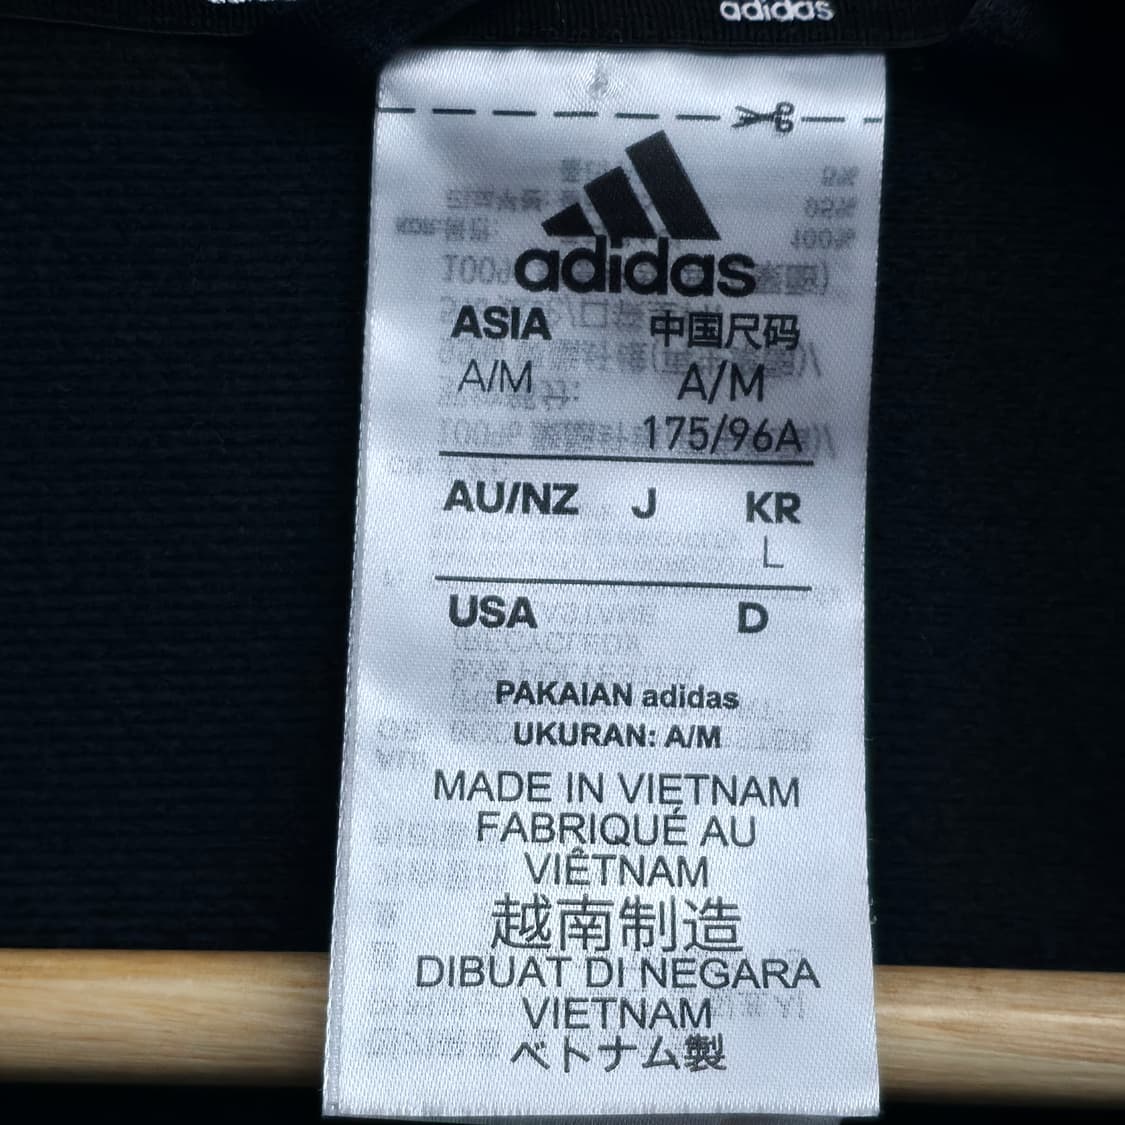 adidas
adidas
ASIA 中国尺码
A/M A/M
175/96A
AU/NZ J KR
L
USA D
PAKAIAN adidas
UKURAN: A/M
MADE IN VIETNAM
FABRIQUÉ AU
VIÊTNAM
越南制造
DIBUAT DI NEGARA
VIETNAM
ベトナム製